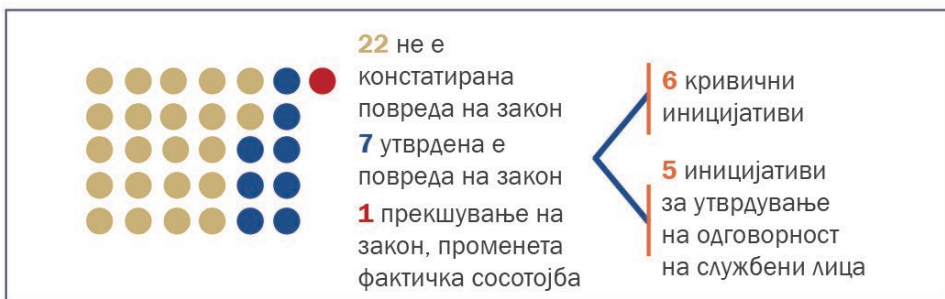 22 не е
констатирана
повреда на закон
7 утврдена е
повреда на закон
1 прекшување на
закон, променета
фактичка сосотојба
6 кривични
иницијативи
5 иницијативи
за утврдување
на одговорност
на службени лица